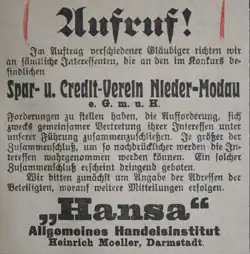 Aufruf!
Im Auftrag verschiedener Gläubiger richten wir
an sämtliche Interessenten, die an den im Konkurs be-
findlichen
Spar- u. Credit-Verein Nieder-Modau
e. G. m. u. H.
Forderungen zu stellen haben, die Aufforderung, sich
zwecks gemeinsamer Vertretung ihrer Interessen unter
unserer Führung zusammenzuschließen. Je größer der
Zusammenschluß, um so nachdrücklicher werden die In-
teressen wahrgenommen werden können. Ein solcher
Zusammenschluß erscheint dringend geboten.
Wir bitten zunächst um Angabe der Adressen der
Beteiligten, worauf weitere Mitteilungen erfolgen.
„Hansa“
Allgemeines Handelsinstitut
Heinrich Moeller, Darmstadt.